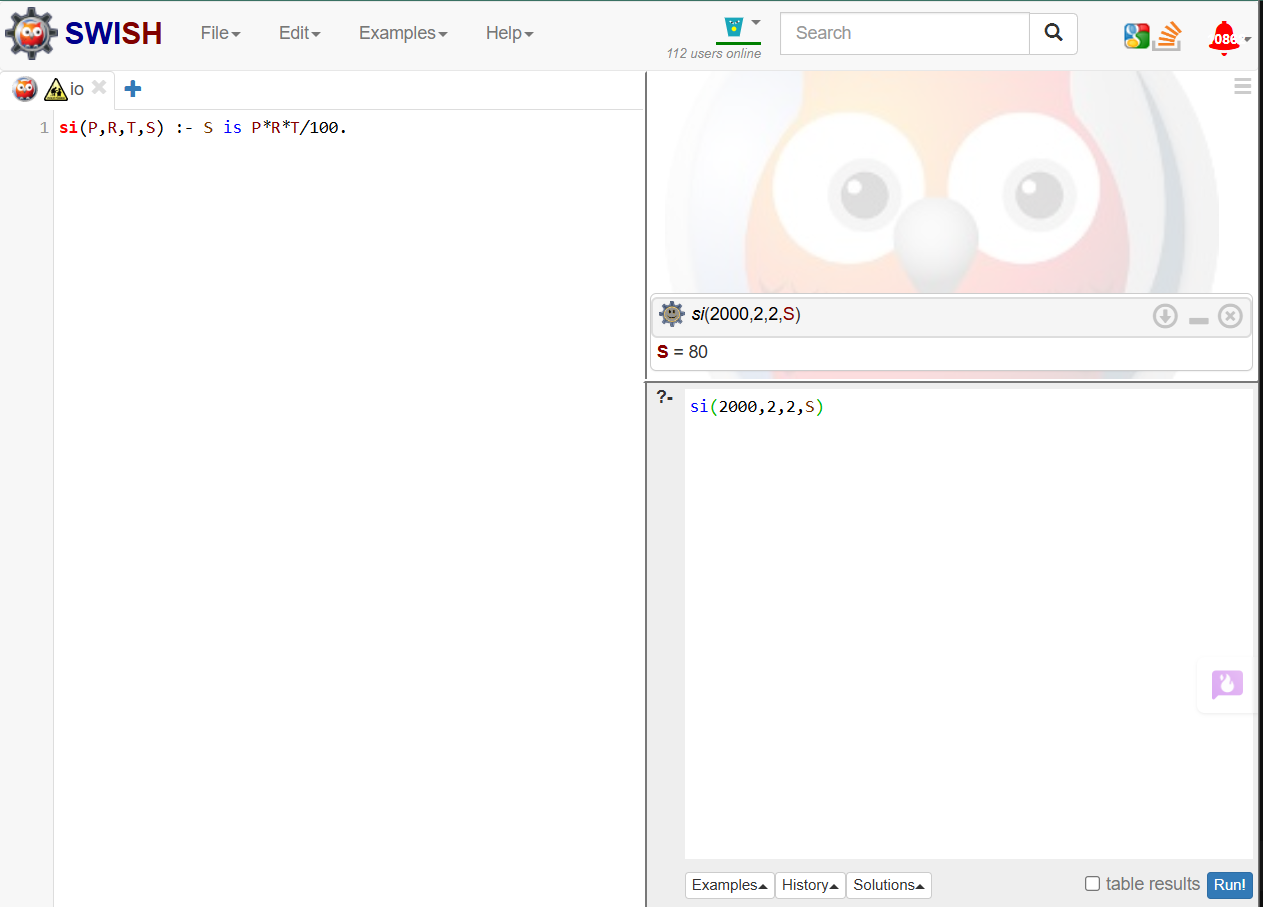 SWISH File Edit Examples Help Search
112 users online
io
1 si(P,R,T,S) :- S is P*R*T/100.
si(2000,2,2,S)
S = 80
?- si(2000,2,2,S)
Examples History Solutions table results Run!